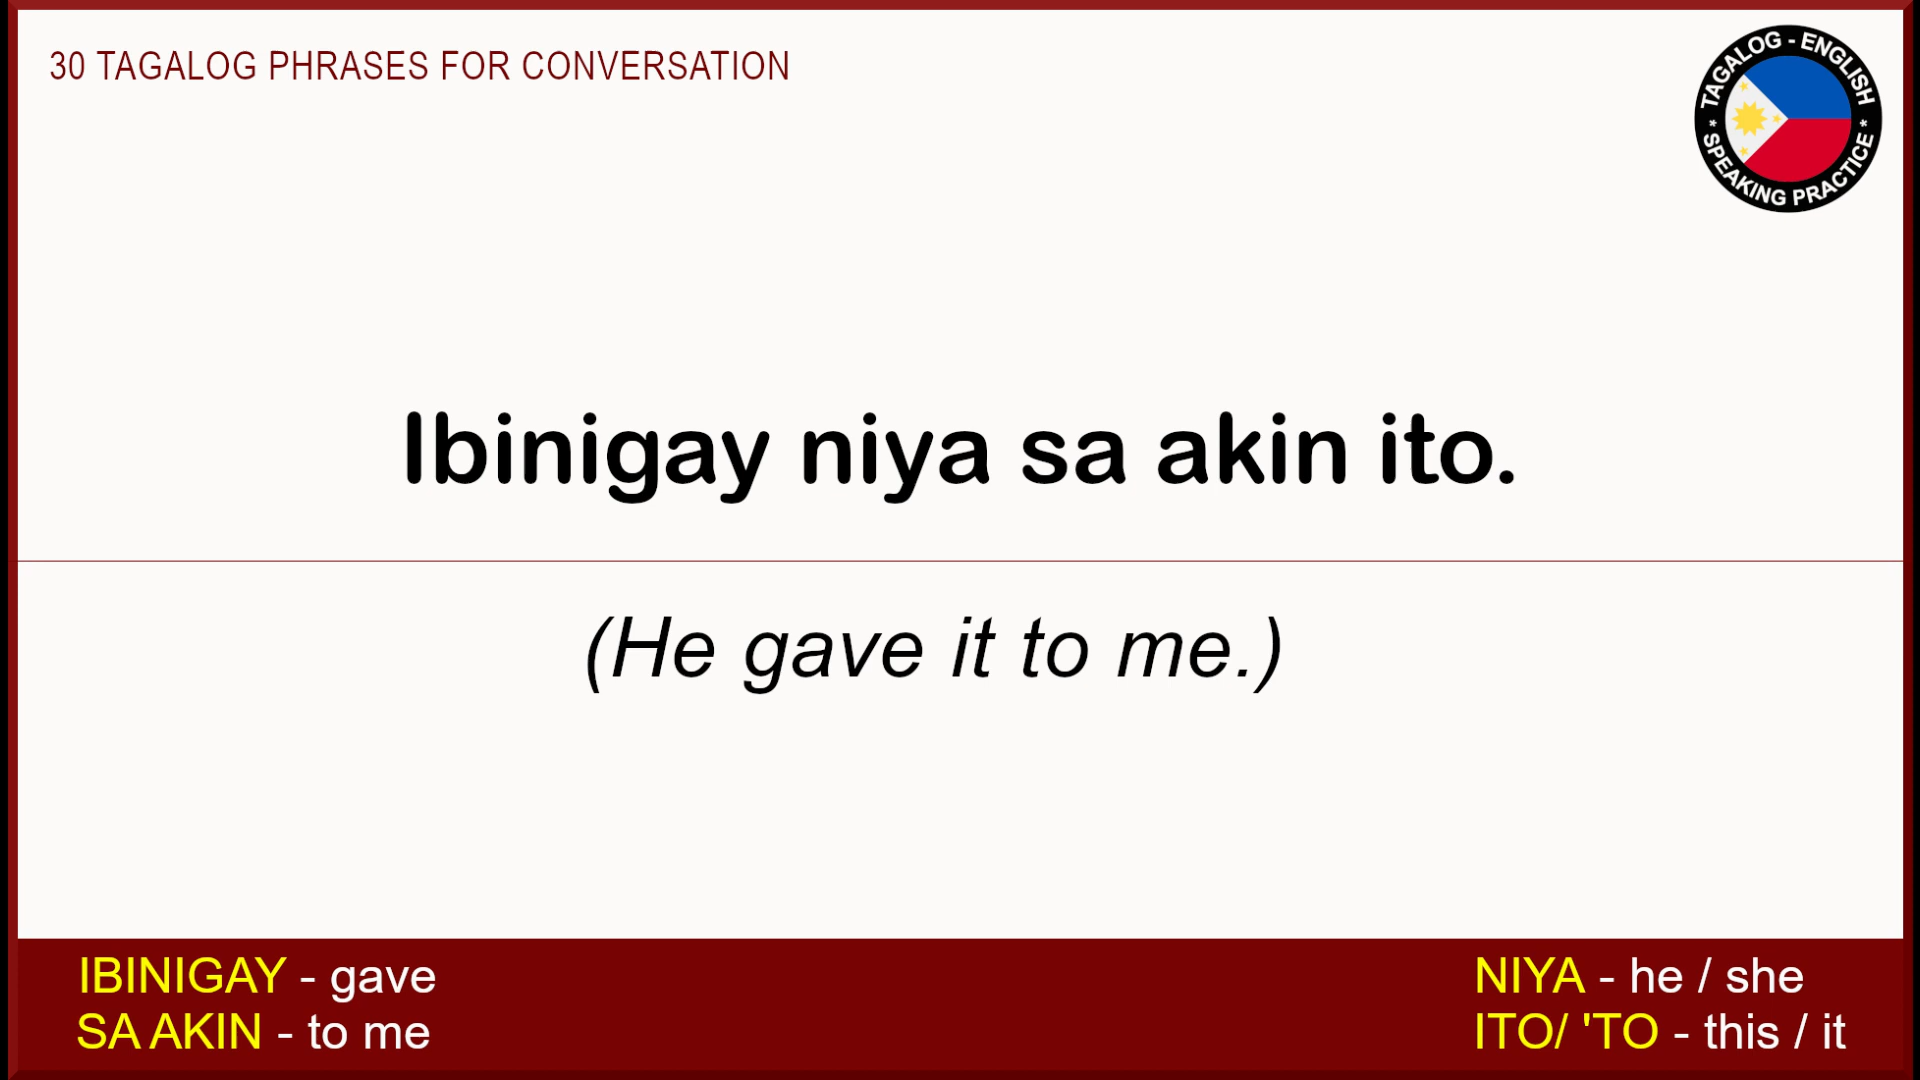 30 TAGALOG PHRASES FOR CONVERSATION
TAGALOG - ENGLISH
* SPEAKING PRACTICE *
Ibinigay niya sa akin ito.
(He gave it to me.)
IBINIGAY - gave
SA AKIN - to me
NIYA - he / she
ITO/ 'TO - this / it